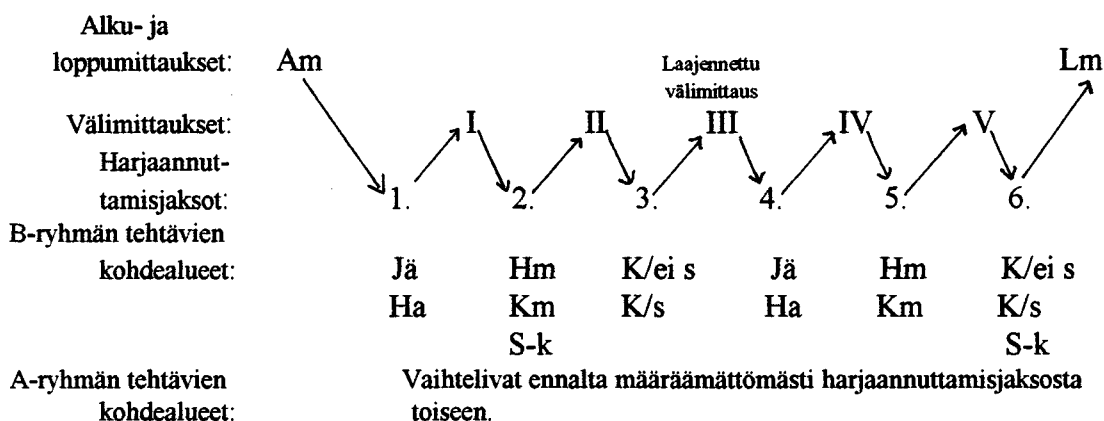 Alku- ja
loppumittaukset: Am Laajennettu Lm
välimittaus
Välimittaukset: I II III IV V
Harjaannut-
tamisjaksot: 1. 2. 3. 4. 5. 6.
B-ryhmän tehtävien
kohdealueet: Jä Hm K/ei s Jä Hm K/ei s
Ha Km K/s Ha Km K/s
S-k S-k
A-ryhmän tehtävien Vaihtelivat ennalta määräämättömästi harjaannuttamisjaksosta
kohdealueet: toiseen.